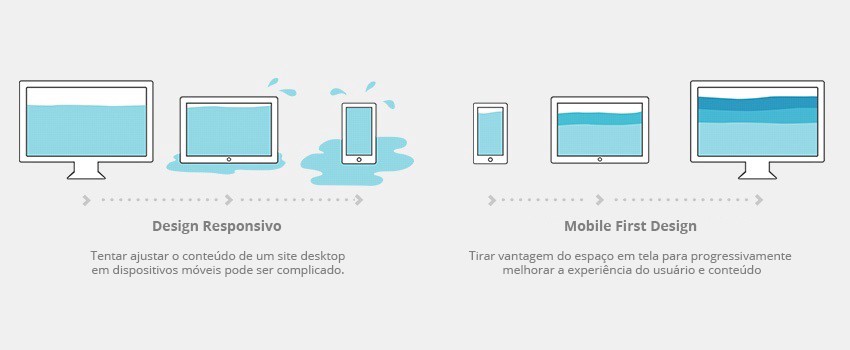 Design Responsivo
Tentar ajustar o conteúdo de um site desktop
em dispositivos móveis pode ser complicado.
Mobile First Design
Tirar vantagem do espaço em tela para progressivamente
melhorar a experiência do usuário e conteúdo